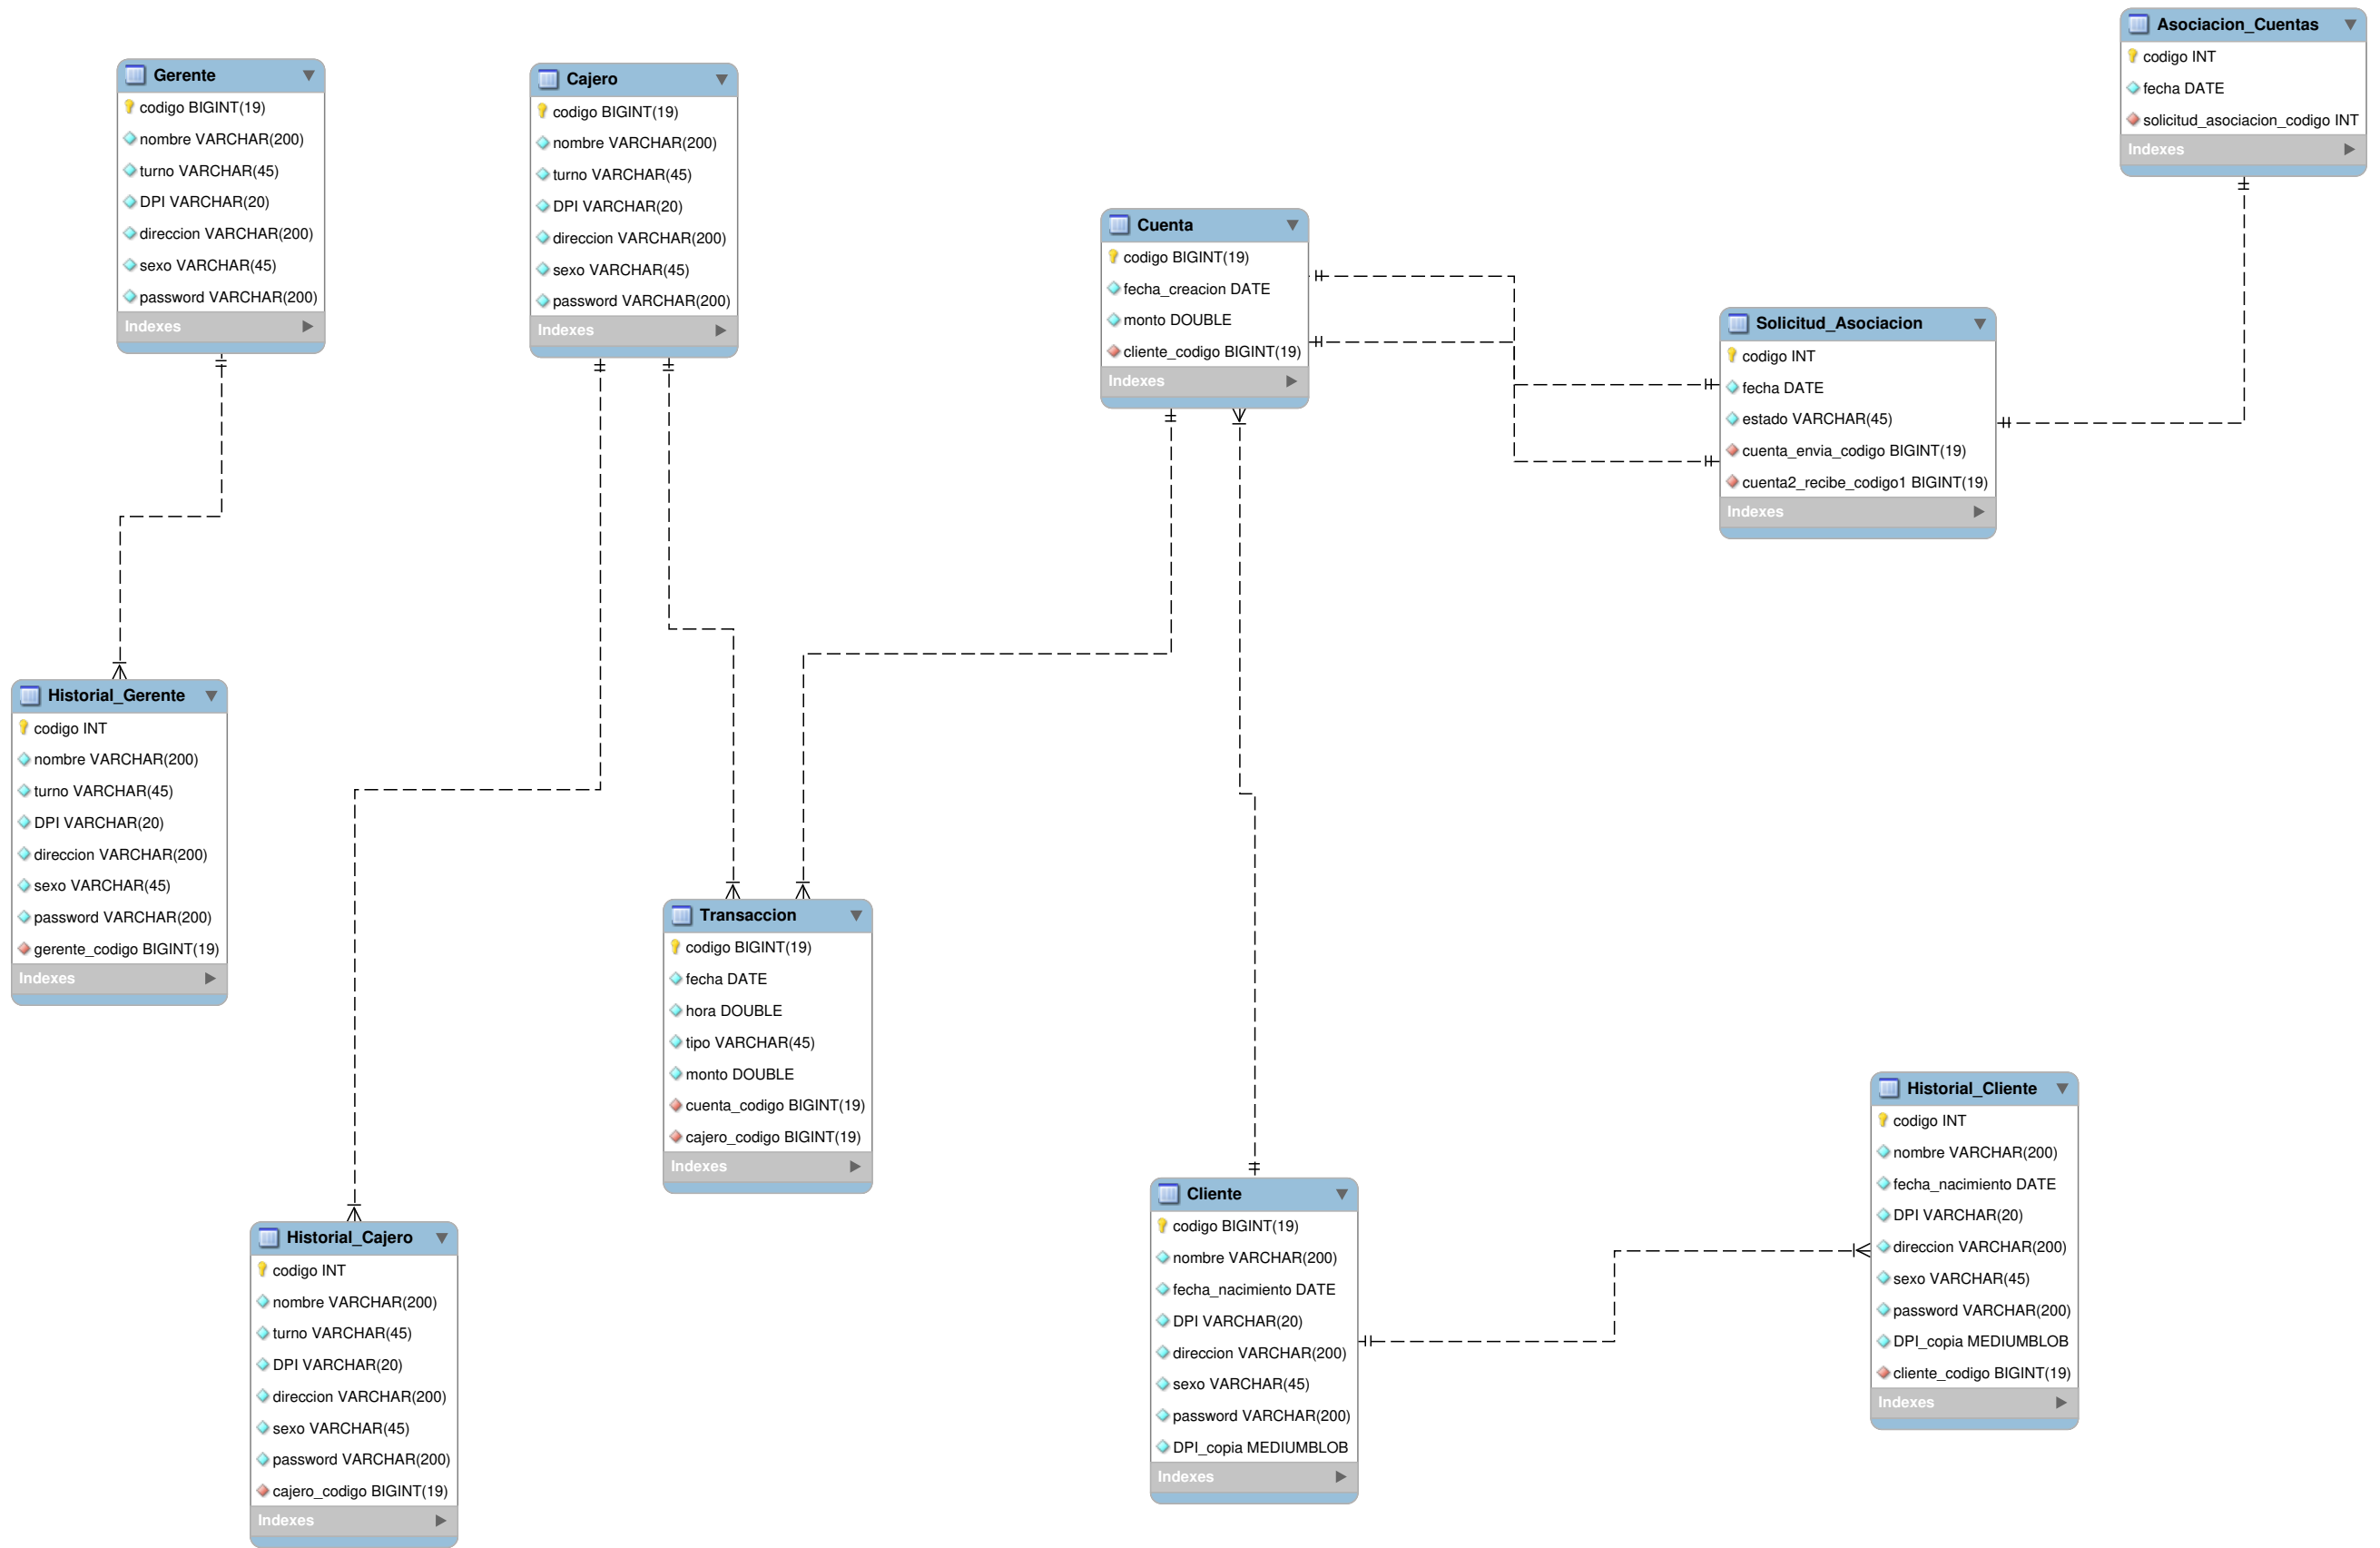 Gerente
codigo BIGINT(19)
nombre VARCHAR(200)
turno VARCHAR(45)
DPI VARCHAR(20)
direccion VARCHAR(200)
sexo VARCHAR(45)
password VARCHAR(200)
Indexes
Cajero
codigo BIGINT(19)
nombre VARCHAR(200)
turno VARCHAR(45)
DPI VARCHAR(20)
direccion VARCHAR(200)
sexo VARCHAR(45)
password VARCHAR(200)
Indexes
Cuenta
codigo BIGINT(19)
fecha_creacion DATE
monto DOUBLE
cliente_codigo BIGINT(19)
Indexes
Asociacion_Cuentas
codigo INT
fecha DATE
solicitud_asociacion_codigo INT
Indexes
Solicitud_Asociacion
codigo INT
fecha DATE
estado VARCHAR(45)
cuenta_envia_codigo BIGINT(19)
cuenta2_recibe_codigo1 BIGINT(19)
Indexes
Historial_Gerente
codigo INT
nombre VARCHAR(200)
turno VARCHAR(45)
DPI VARCHAR(20)
direccion VARCHAR(200)
sexo VARCHAR(45)
password VARCHAR(200)
gerente_codigo BIGINT(19)
Indexes
Transaccion
codigo BIGINT(19)
fecha DATE
hora DOUBLE
tipo VARCHAR(45)
monto DOUBLE
cuenta_codigo BIGINT(19)
cajero_codigo BIGINT(19)
Indexes
Historial_Cajero
codigo INT
nombre VARCHAR(200)
turno VARCHAR(45)
DPI VARCHAR(20)
direccion VARCHAR(200)
sexo VARCHAR(45)
password VARCHAR(200)
cajero_codigo BIGINT(19)
Indexes
Cliente
codigo BIGINT(19)
nombre VARCHAR(200)
fecha_nacimiento DATE
DPI VARCHAR(20)
direccion VARCHAR(200)
sexo VARCHAR(45)
password VARCHAR(200)
DPI_copia MEDIUMBLOB
Indexes
Historial_Cliente
codigo INT
nombre VARCHAR(200)
fecha_nacimiento DATE
DPI VARCHAR(20)
direccion VARCHAR(200)
sexo VARCHAR(45)
password VARCHAR(200)
DPI_copia MEDIUMBLOB
cliente_codigo BIGINT(19)
Indexes